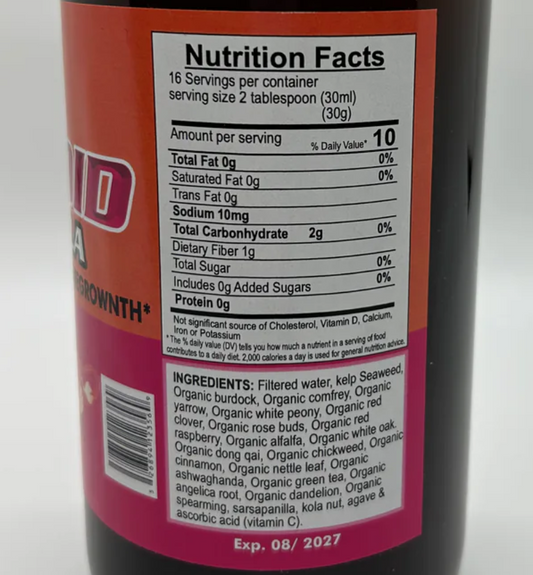 Nutrition Facts
16 Servings per container
serving size 2 tablespoon (30ml)
(30g)
Amount per serving
% Daily Value* 10
Total Fat 0g 0%
Saturated Fat 0g 0%
Trans Fat 0g
Sodium 10mg
Total Carbonhydrate 2g 0%
Dietary Fiber 1g
Total Sugar 0%
Includes 0g Added Sugars 0%
Protein 0g
Not significant source of Cholesterol, Vitamin D, Calcium,
Iron or Potassium
*The % daily value (DV) tells you how much a nutrient in a serving of food
contributes to a daily diet. 2,000 calories a day is used for general nutrition advice.
INGREDIENTS: Filtered water, kelp Seaweed,
Organic burdock, Organic comfrey, Organic
yarrow, Organic white peony, Organic red
clover, Organic rose buds, Organic red
raspberry, Organic alfalfa, Organic white oak.
Organic dong qai, Organic chickweed, Organic
cinnamon, Organic nettle leaf, Organic
ashwaghanda, Organic green tea, Organic
angelica root, Organic dandelion, Organic
spearming, sarsapanilla, kola nut, agave &
ascorbic acid (vitamin C).
Exp. 08/ 2027